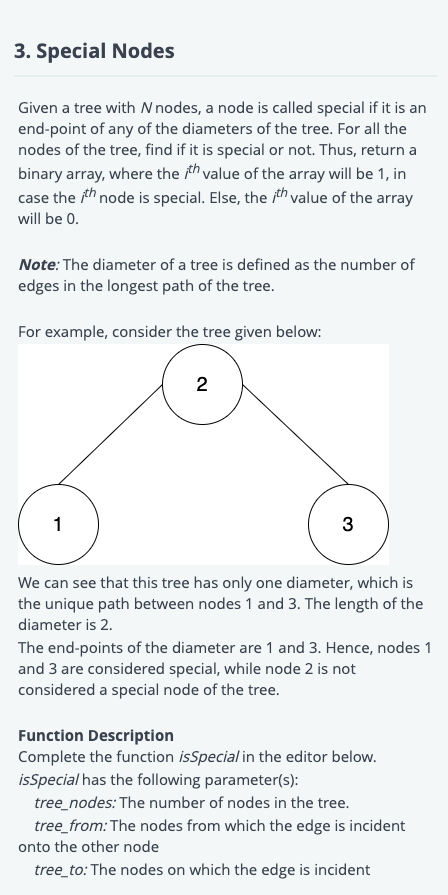 3. Special Nodes
Given a tree with N nodes, a node is called special if it is an
end-point of any of the diameters of the tree. For all the
nodes of the tree, find if it is special or not. Thus, return a
binary array, where the ith value of the array will be 1, in
case the ith node is special. Else, the ith value of the array
will be 0.
Note: The diameter of a tree is defined as the number of
edges in the longest path of the tree.
For example, consider the tree given below:
2
1
3
We can see that this tree has only one diameter, which is
the unique path between nodes 1 and 3. The length of the
diameter is 2.
The end-points of the diameter are 1 and 3. Hence, nodes 1
and 3 are considered special, while node 2 is not
considered a special node of the tree.
Function Description
Complete the function isSpecial in the editor below.
isSpecial has the following parameter(s):
tree_nodes: The number of nodes in the tree.
tree_from: The nodes from which the edge is incident
onto the other node
tree_to: The nodes on which the edge is incident